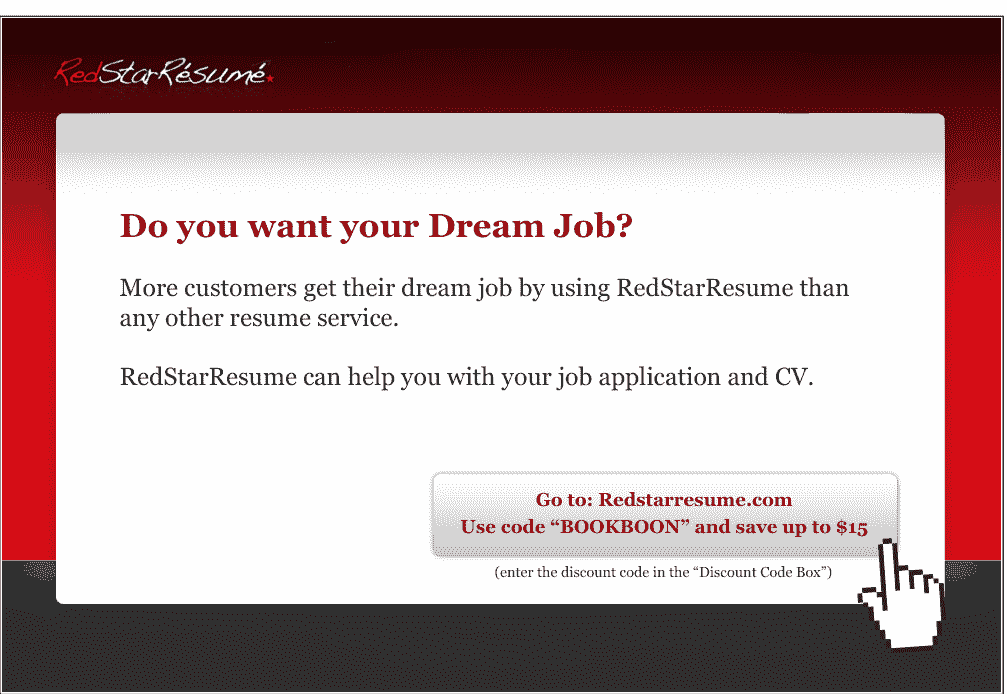 RedStarRésumé
Do you want your Dream Job?
More customers get their dream job by using RedStarResume than
any other resume service.
RedStarResume can help you with your job application and CV.
Go to: Redstarresume.com
Use code “BOOKBOON” and save up to $15
(enter the discount code in the “Discount Code Box”)